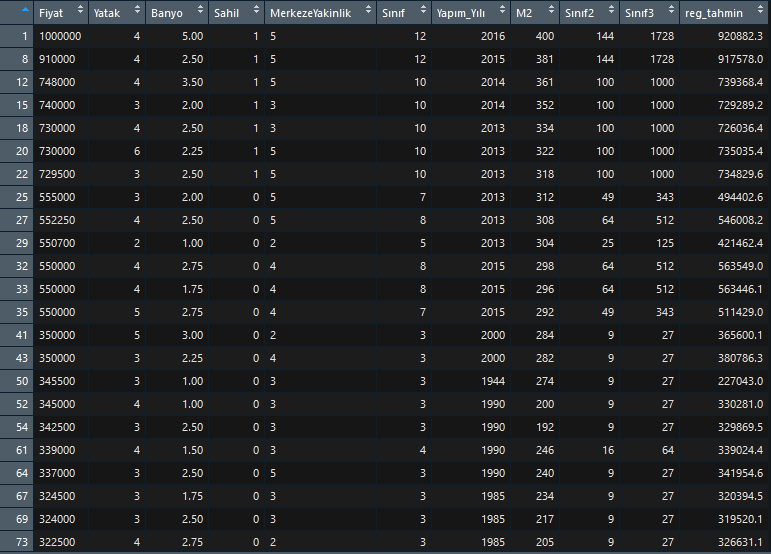 Fiyat Yatak Banyo Sahil MerkezeYakinlik Sınıf Yapım_Yılı M2 Sınıf2 Sınıf3 reg_tahmin
1 1000000 4 5.00 1 5 12 2016 400 144 1728 920882.3
8 910000 4 2.50 1 5 12 2015 381 144 1728 917578.0
12 748000 4 3.50 1 5 10 2014 361 100 1000 739368.4
15 740000 3 2.00 1 3 10 2014 352 100 1000 729289.2
18 730000 4 2.50 1 3 10 2013 334 100 1000 726036.4
20 730000 6 2.25 1 5 10 2013 322 100 1000 735035.4
22 729500 3 2.50 1 5 10 2013 318 100 1000 734829.6
25 555000 3 2.00 0 5 7 2013 312 49 343 494402.6
27 552250 4 2.50 0 5 8 2013 308 64 512 546008.2
29 550700 2 1.00 0 2 5 2013 304 25 125 421462.4
32 550000 4 2.75 0 4 8 2015 298 64 512 563549.0
33 550000 4 1.75 0 4 8 2015 296 64 512 563446.1
35 550000 5 2.75 0 4 7 2015 292 49 343 511429.0
41 350000 5 3.00 0 2 3 2000 284 9 27 365600.1
43 350000 3 2.25 0 4 3 2000 282 9 27 380786.3
50 345500 3 1.00 0 3 3 1944 274 9 27 227043.0
52 345000 4 1.00 0 3 3 1990 200 9 27 330281.0
54 342500 3 2.50 0 3 3 1990 192 9 27 329869.5
61 339000 4 1.50 0 3 4 1990 246 16 64 339024.4
64 337000 3 2.50 0 5 3 1990 240 9 27 341954.6
67 324500 3 1.75 0 3 3 1985 234 9 27 320394.5
69 324000 3 2.50 0 3 3 1985 217 9 27 319520.1
73 322500 4 2.75 0 2 3 1985 205 9 27 326631.1